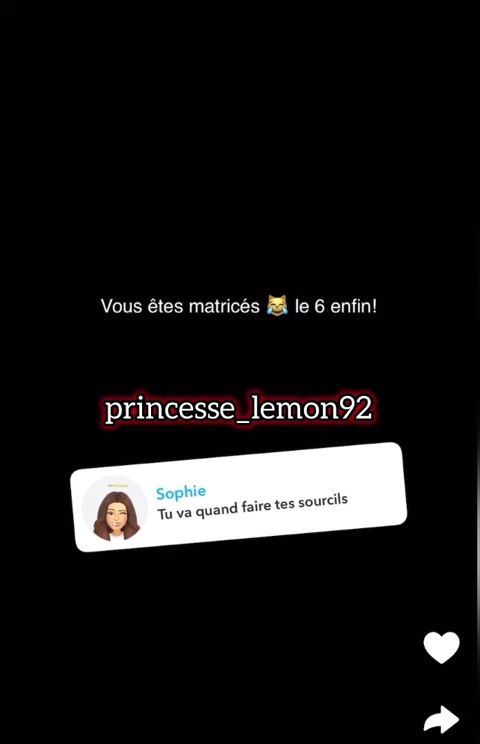 Vous êtes matricés 😹 le 6 enfin!
princesse_lemon92
Sophie
Tu va quand faire tes sourcils